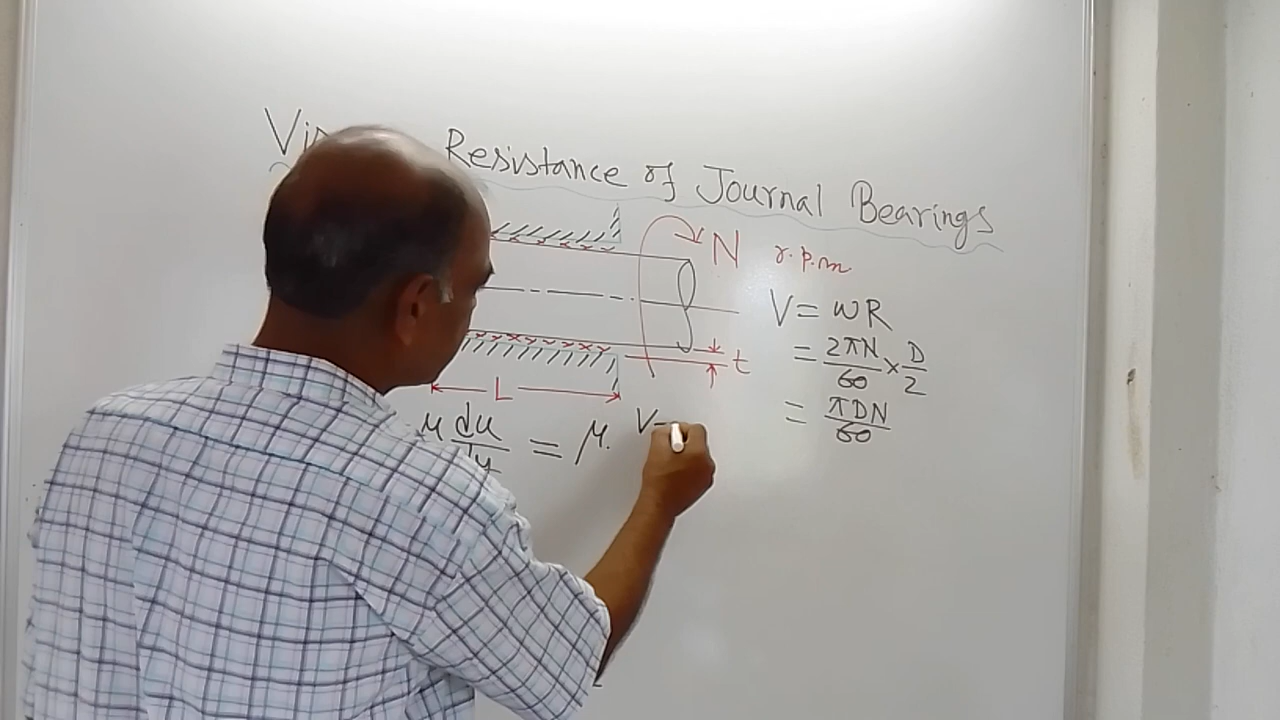 Resistance of Journal Bearings
N r.p.m
V = ωR
= 2πN/60 × D/2
t
L
= πDN/60
μ du/dy = μ. V-